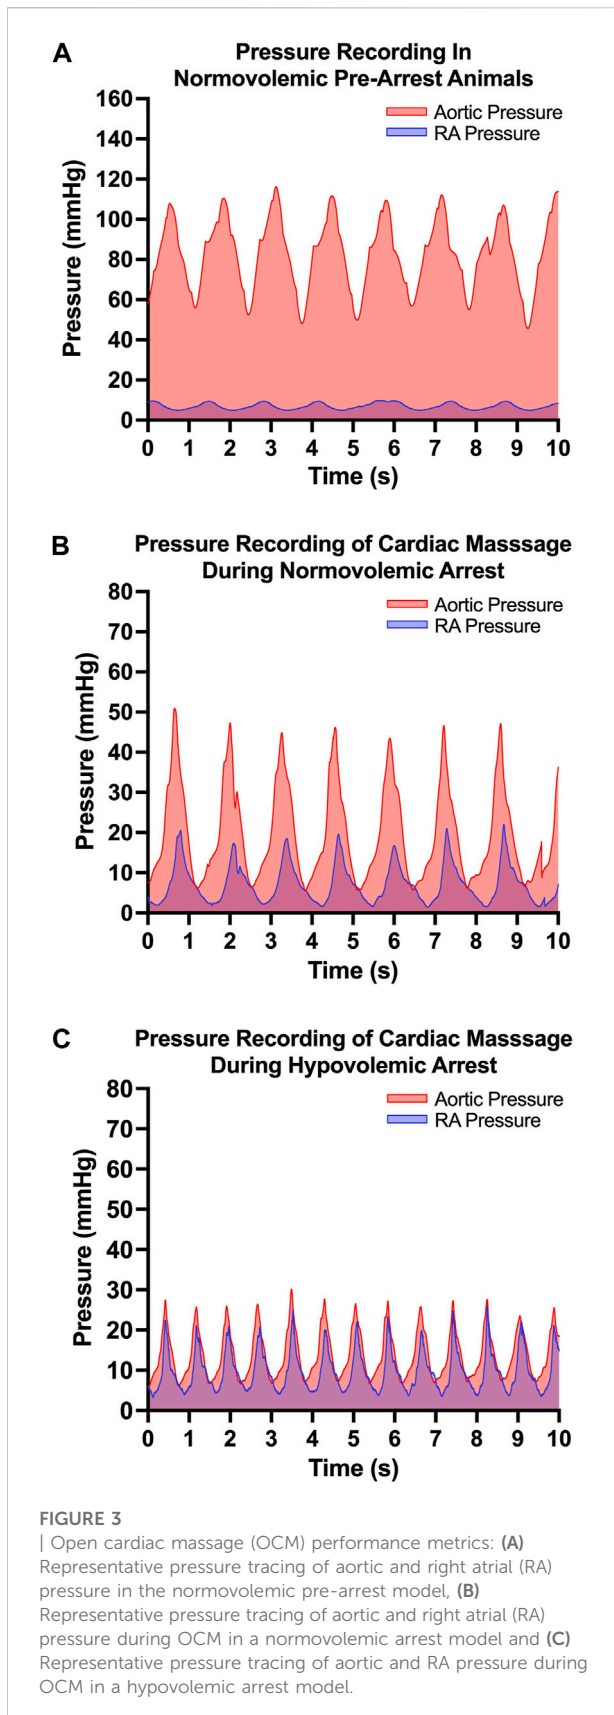 A
Pressure Recording In
Normovolemic Pre-Arrest Animals
Aortic Pressure
RA Pressure
Pressure (mmHg)
160
140
120
100
80
60
40
20
0
0 1 2 3 4 5 6 7 8 9 10
Time (s)
B
Pressure Recording of Cardiac Masssage
During Normovolemic Arrest
Aortic Pressure
RA Pressure
Pressure (mmHg)
80
70
60
50
40
30
20
10
0
0 1 2 3 4 5 6 7 8 9 10
Time (s)
C
Pressure Recording of Cardiac Masssage
During Hypovolemic Arrest
Aortic Pressure
RA Pressure
Pressure (mmHg)
80
70
60
50
40
30
20
10
0
0 1 2 3 4 5 6 7 8 9 10
Time (s)
FIGURE 3
| Open cardiac massage (OCM) performance metrics: (A)
Representative pressure tracing of aortic and right atrial (RA)
pressure in the normovolemic pre-arrest model, (B)
Representative pressure tracing of aortic and right atrial (RA)
pressure during OCM in a normovolemic arrest model and (C)
Representative pressure tracing of aortic and RA pressure during
OCM in a hypovolemic arrest model.